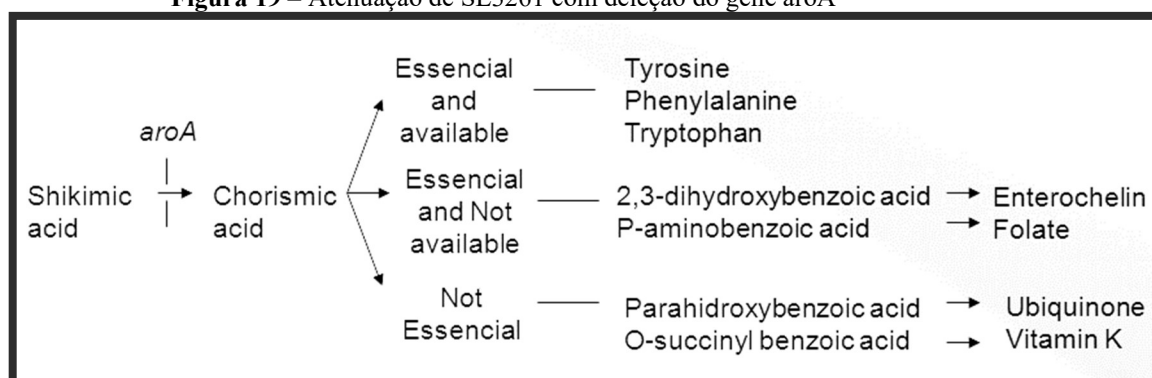 Figura 19 – Atenuação de SL3261 com deleção do gene aroA
Essencial
and
available
Tyrosine
Phenylalanine
Tryptophan
aroA
Shikimic
acid
Chorismic
acid
Essencial
and Not
available
2,3-dihydroxybenzoic acid
P-aminobenzoic acid
Enterochelin
Folate
Not
Essencial
Parahidroxybenzoic acid
O-succinyl benzoic acid
Ubiquinone
Vitamin K